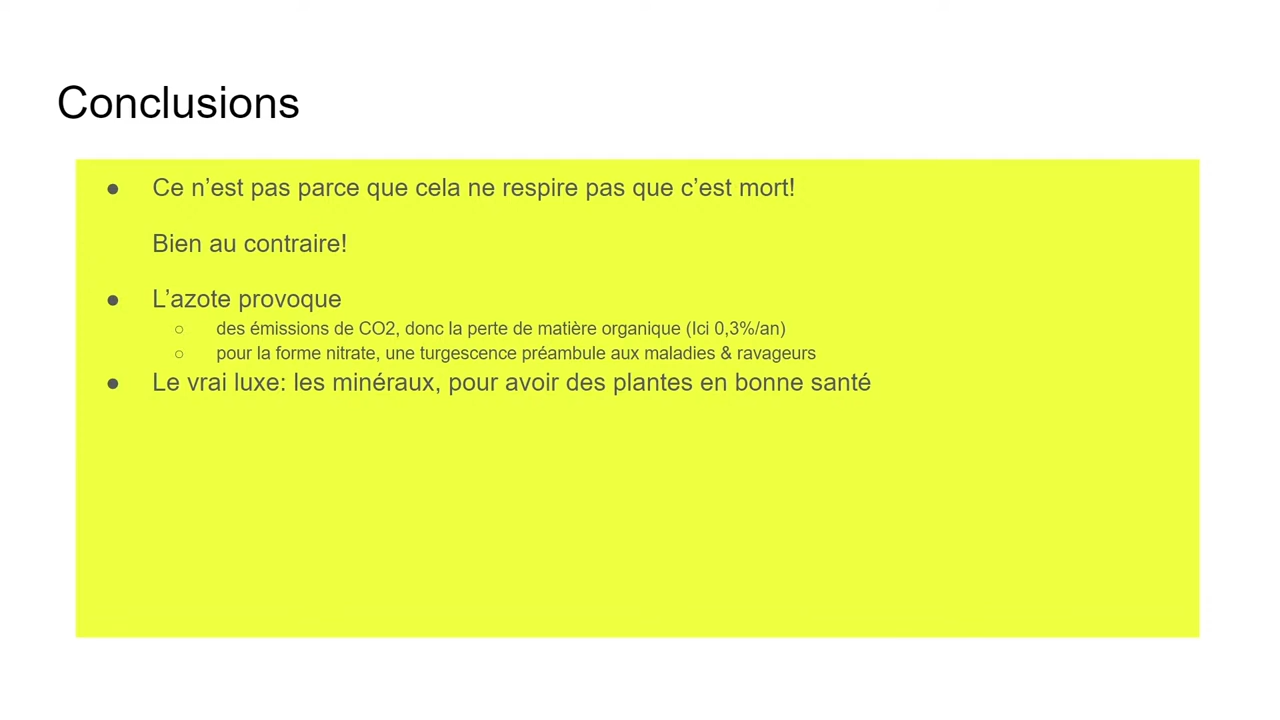 Conclusions
● Ce n’est pas parce que cela ne respire pas que c’est mort!
Bien au contraire!
● L’azote provoque
○ des émissions de CO2, donc la perte de matière organique (Ici 0,3%/an)
○ pour la forme nitrate, une turgescence préambule aux maladies & ravageurs
● Le vrai luxe: les minéraux, pour avoir des plantes en bonne santé